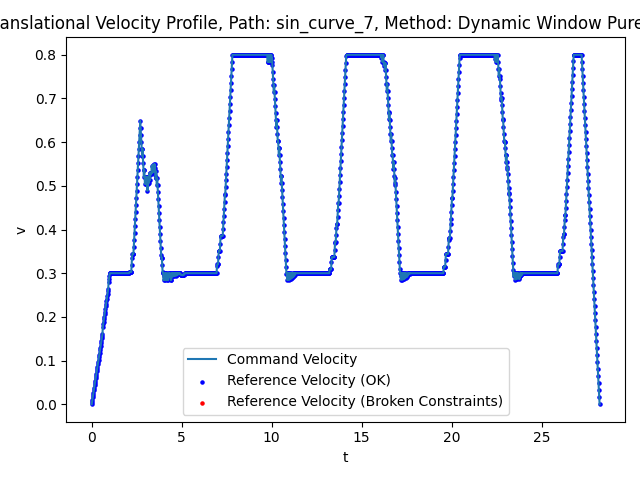 anslational Velocity Profile, Path: sin_curve_7, Method: Dynamic Window Pure
0.8
0.7
0.6
0.5
0.4
0.3
0.2
0.1
0.0
v
Command Velocity
Reference Velocity (OK)
Reference Velocity (Broken Constraints)
0 5 10 15 20 25
t